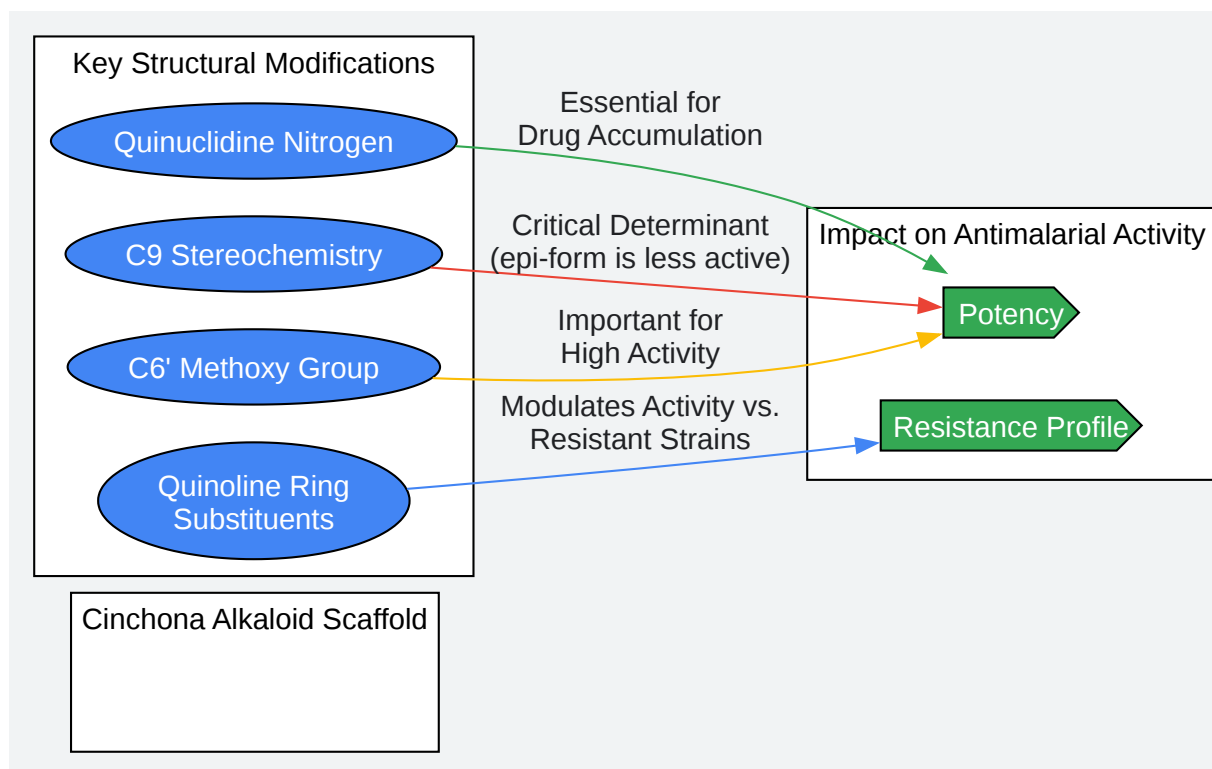 Key Structural Modifications
Quinuclidine Nitrogen
C9 Stereochemistry
C6' Methoxy Group
Quinoline Ring
Substituents
Cinchona Alkaloid Scaffold
Essential for
Drug Accumulation
Critical Determinant
(epi-form is less active)
Important for
High Activity
Modulates Activity vs.
Resistant Strains
Impact on Antimalarial Activity
Potency
Resistance Profile